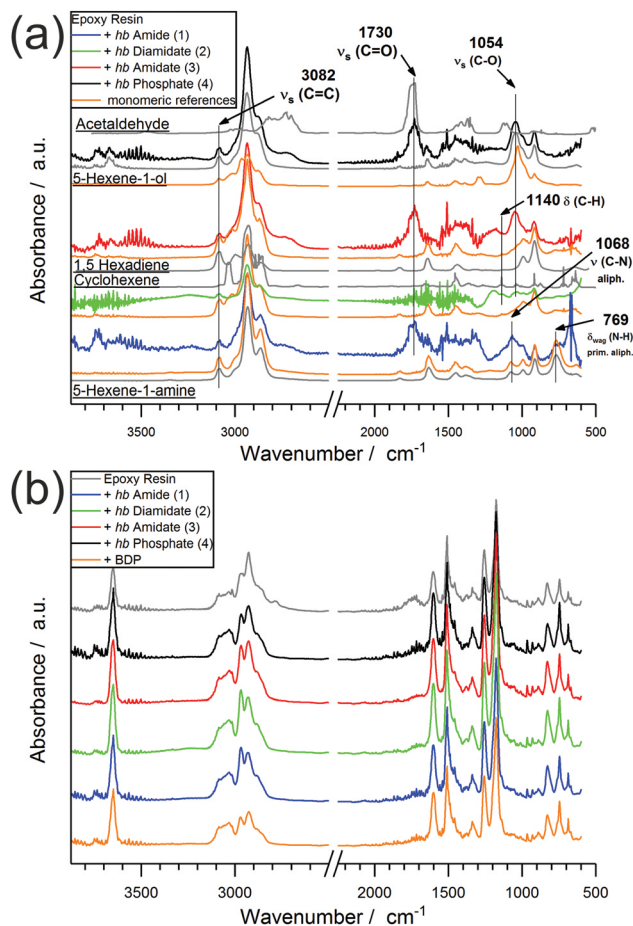 (a)
Epoxy Resin
+ hb Amide (1)
+ hb Diamidate (2)
+ hb Amidate (3)
+ hb Phosphate (4)
monomeric references
1730
νs (C=O)
1054
νs (C-O)
3082
νs (C=C)
Acetaldehyde
5-Hexene-1-ol
1140 δ (C-H)
1068
ν (C-N)
aliph.
1,5 Hexadiene
Cyclohexene
769
δwag (N-H)
prim. aliph.
5-Hexene-1-amine
Absorbance / a.u.
3500 3000 2000 1500 1000 500
Wavenumber / cm-1
(b)
Epoxy Resin
+ hb Amide (1)
+ hb Diamidate (2)
+ hb Amidate (3)
+ hb Phosphate (4)
+ BDP
Absorbance / a.u.
3500 3000 2000 1500 1000 500
Wavenumber / cm-1